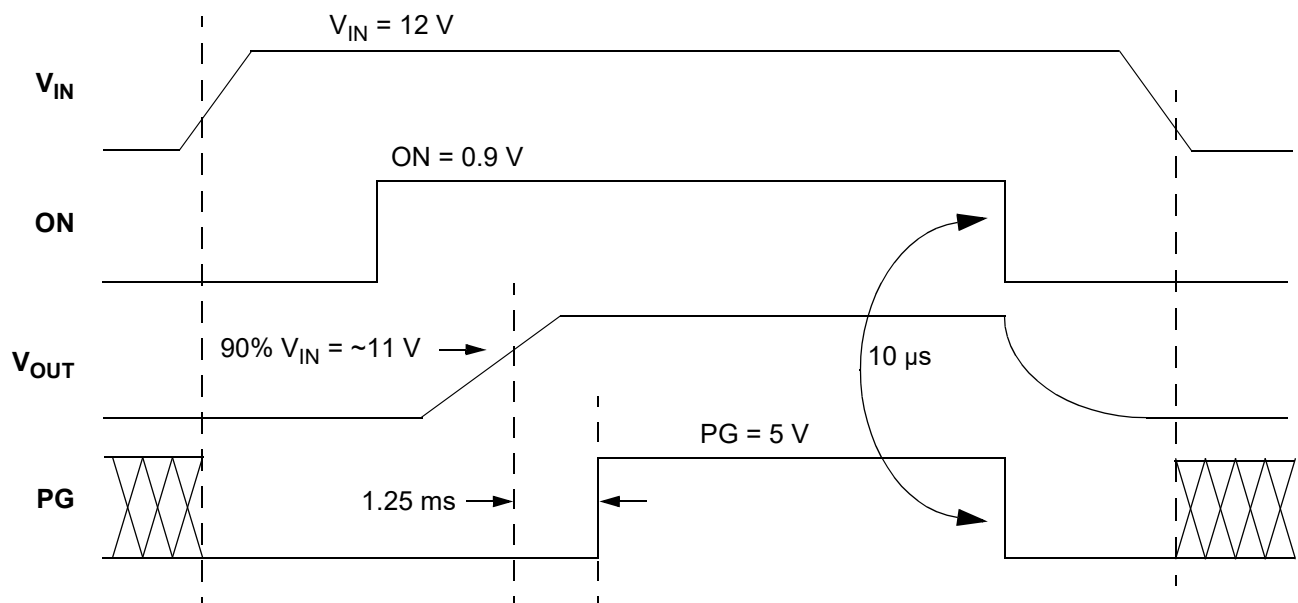 V_IN = 12 V
V_IN
ON = 0.9 V
ON
90% V_IN = ~11 V
10 µs
V_OUT
PG = 5 V
PG
1.25 ms